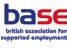 base
british association for
supported employment